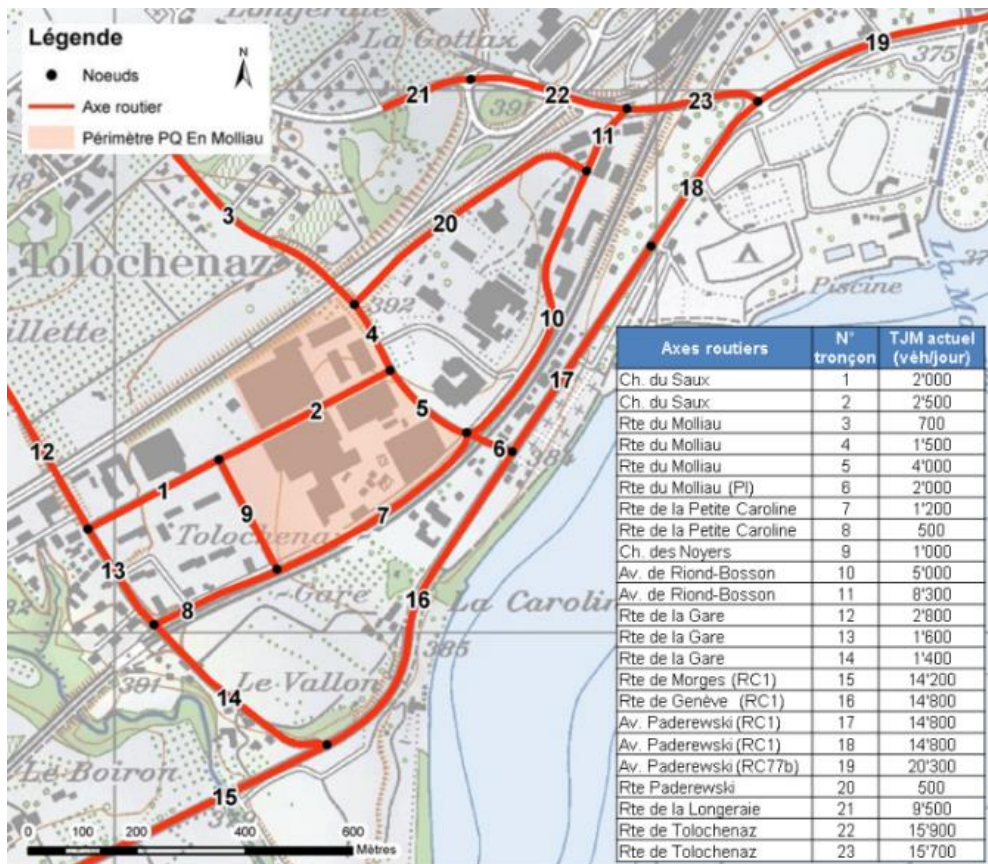 Légende
Noeuds
Axe routier
Périmètre PQ En Molliau
N
La Gottaz
391
375
19
21
22
23
11
3
20
18
Tolochenaz
392
4
10
Piscine
2
5
17
12
6
384
1
9
7
Tolochenaz
13
Gare
8
16
La Carolin
385
391
14
Le Vallon
Le Boiron
15
379
0
200
400
600
Mètres
Axes routiers N° tronçon TJM actuel (véh/jour)
Ch. du Saux 1 2'000
Ch. du Saux 2 2'500
Rte du Molliau 3 700
Rte du Molliau 4 1'500
Rte du Molliau 5 4'000
Rte du Molliau (PI) 6 2'000
Rte de la Petite Caroline 7 1'200
Rte de la Petite Caroline 8 500
Ch. des Noyers 9 1'000
Av. de Riond-Bosson 10 5'000
Av. de Riond-Bosson 11 8'300
Rte de la Gare 12 2'800
Rte de la Gare 13 1'600
Rte de la Gare 14 1'400
Rte de Morges (RC1) 15 14'200
Rte de Genève (RC1) 16 14'800
Av. Paderewski (RC1) 17 14'800
Av. Paderewski (RC1) 18 14'800
Av. Paderewski (RC77b) 19 20'300
Rte Paderewski 20 500
Rte de la Longeraie 21 9'500
Rte de Tolochenaz 22 15'900
Rte de Tolochenaz 23 15'700